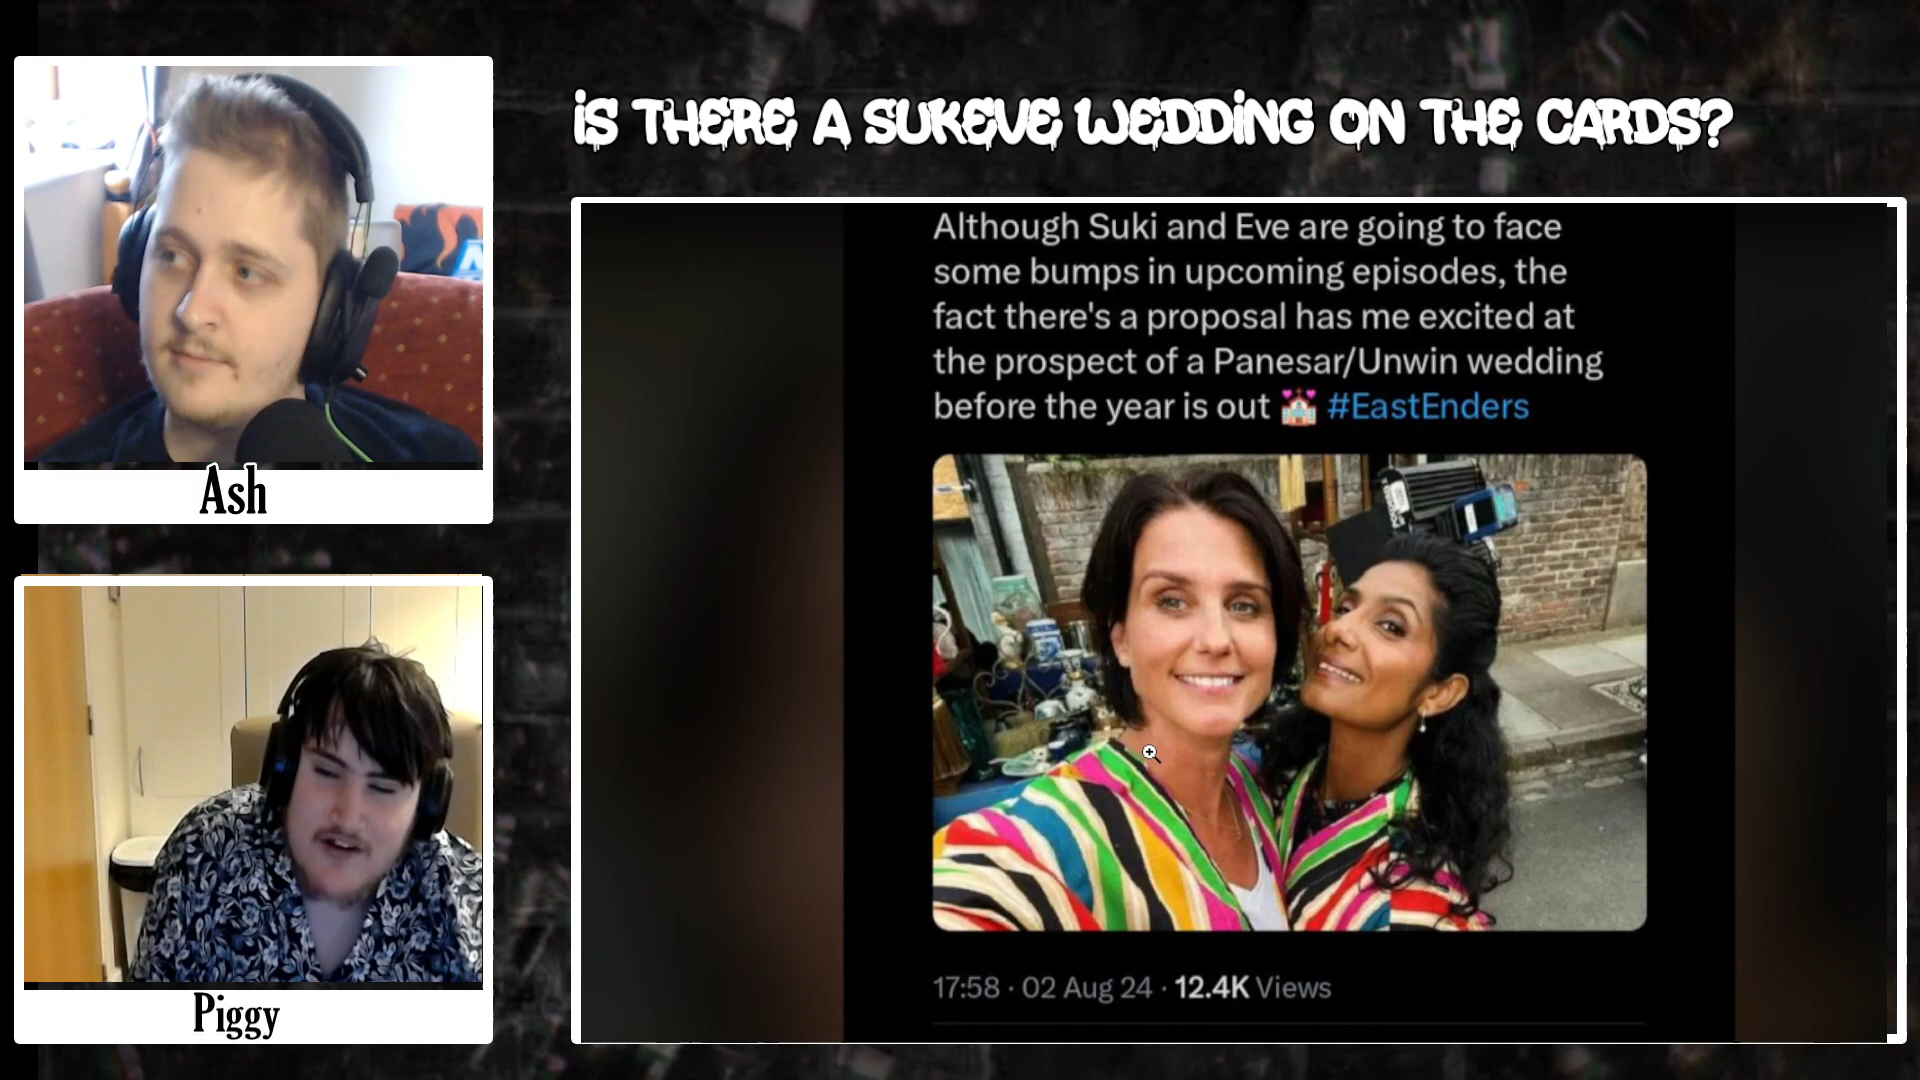 iS THERE A SUKEVE WEDDiNG ON THE CARDS?
Although Suki and Eve are going to face
some bumps in upcoming episodes, the
fact there's a proposal has me excited at
the prospect of a Panesar/Unwin wedding
before the year is out 💒 #EastEnders
17:58 · 02 Aug 24 · 12.4K Views
Ash
Piggy